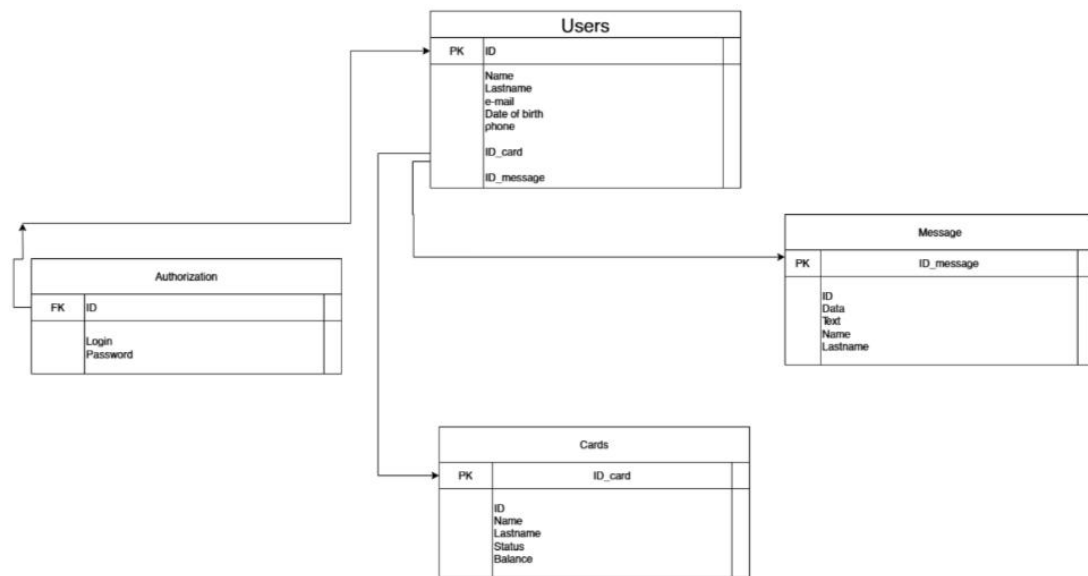 Users
PK ID
Name
Lastname
e-mail
Date of birth
phone
ID_card
ID_message
Message
PK ID_message
ID
Data
Text
Name
Lastname
Authorization
FK ID
Login
Password
Cards
PK ID_card
ID
Name
Lastname
Status
Balance